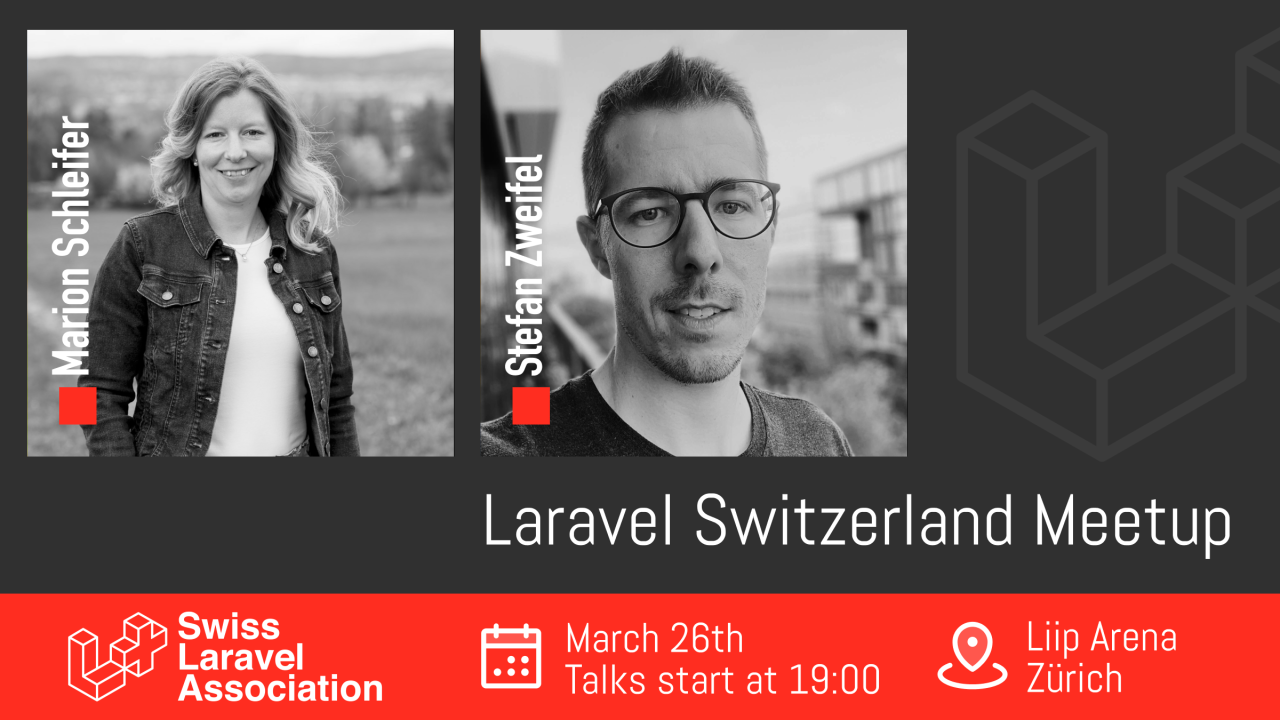 Marion Schleifer
Stefan Zweifel
Laravel Switzerland Meetup
Swiss
Laravel
Association
March 26th
Talks start at 19:00
Liip Arena
Zürich